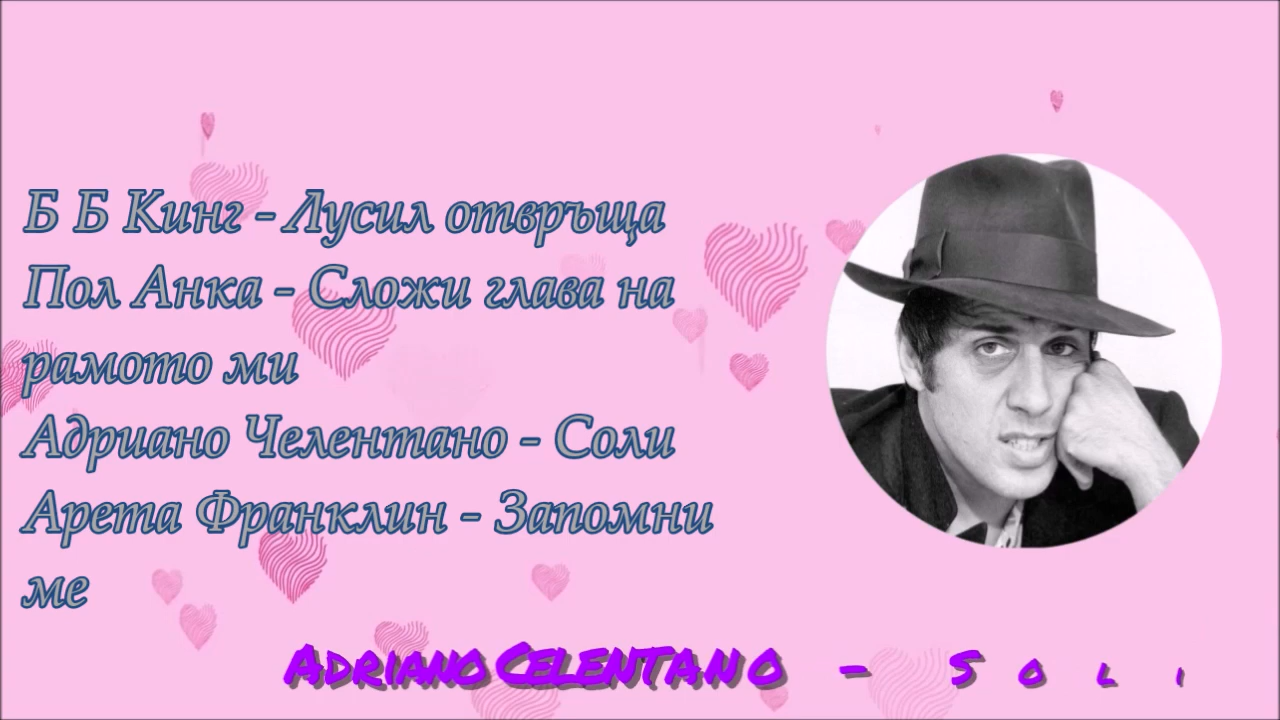 Б Б Кинг - Лусил отвръща
Пол Анка - Сложи глава на
рамото ми
Адриано Челентано - Соли
Арета Франклин - Запомни
ме
ADRIANO CELENTANO - SOLI